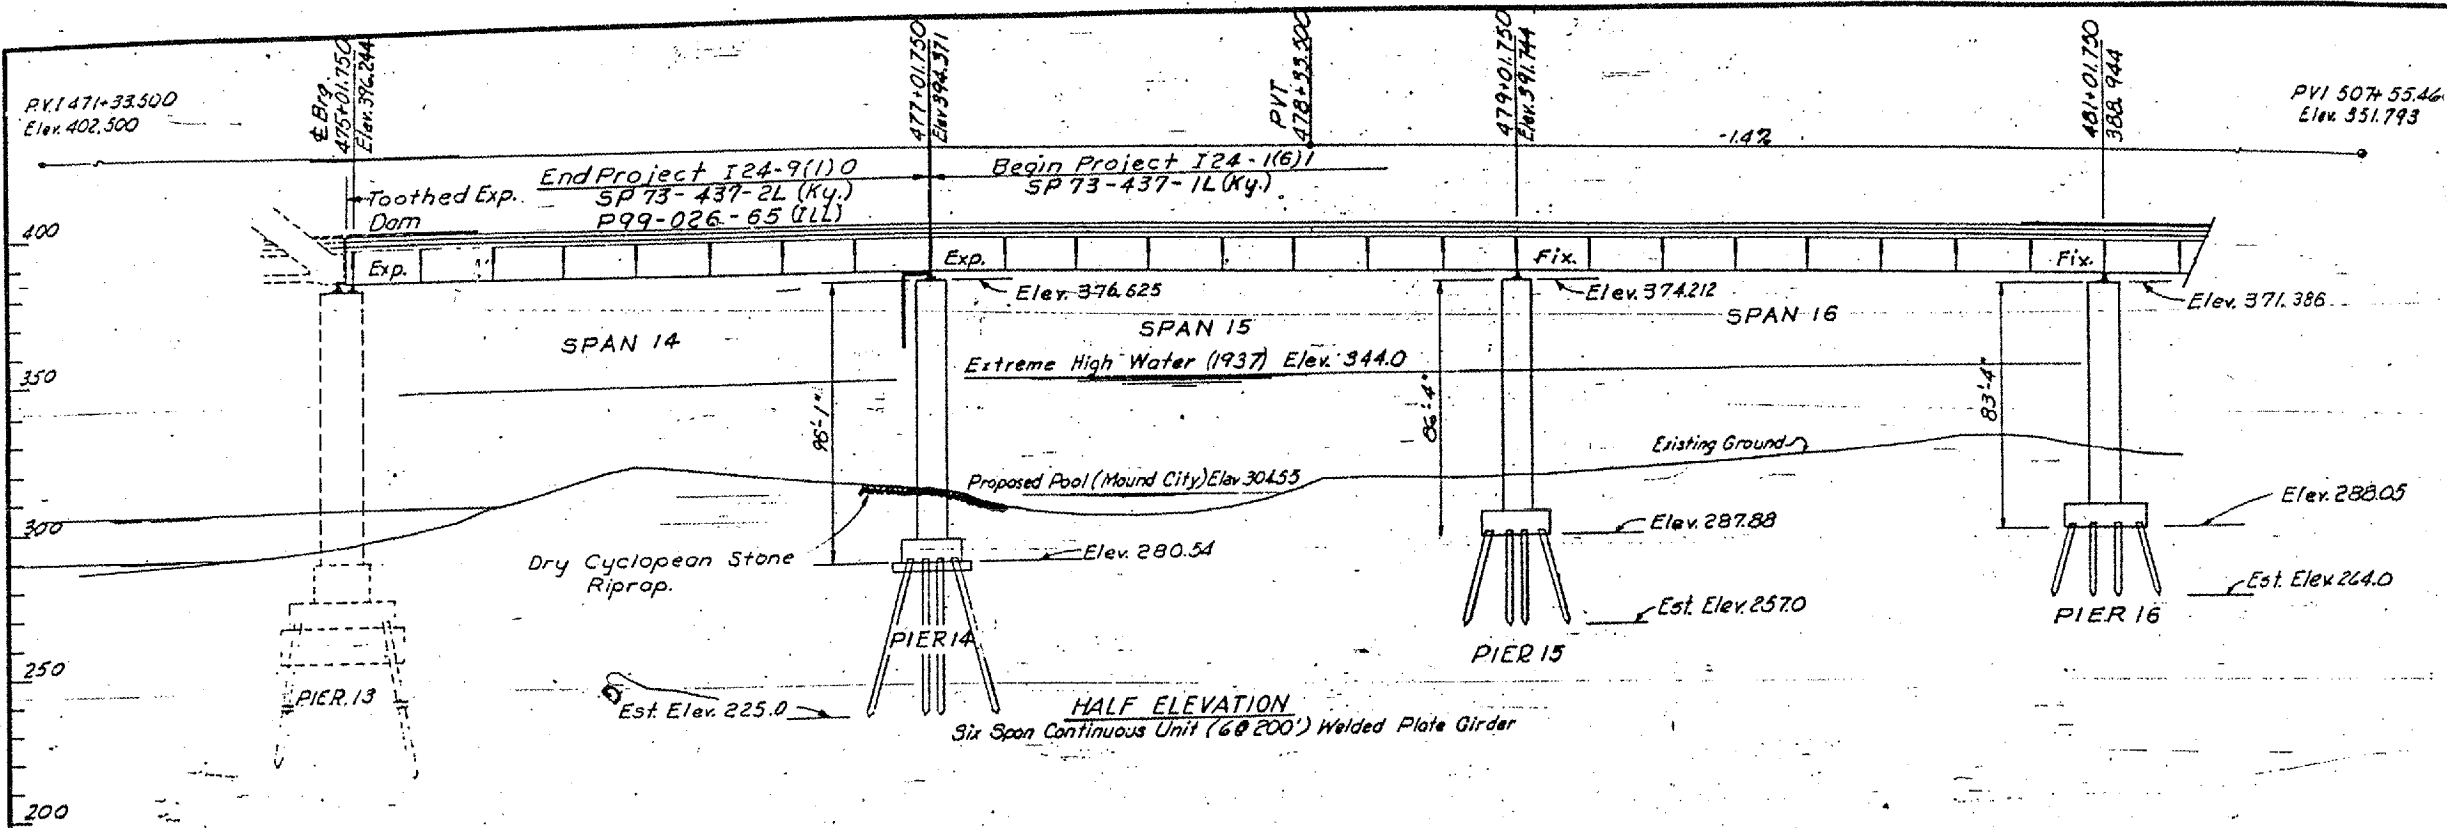 P.V.I 471+33.500
Elev. 402.500
℄ Brg.
475+01.750
Elev. 396.244
477+01.750
Elev 394.371
PVT
478+33.500
479+01.750
Elev. 391.744
481+01.750
388.944
PVI 507+55.46
Elev. 351.793
-1.4%
End Project I24-9(1)0
SP 73-437-2L (Ky.)
P99-026-65 (ILL)
Begin Project I24-1(6)1
SP 73-437-1L (Ky.)
Toothed Exp.
Dam
400
Exp.
Exp.
Fix.
Fix.
Elev. 376.625
Elev. 374.212
Elev. 371.386
SPAN 14
SPAN 15
SPAN 16
Extreme High Water (1937) Elev. 344.0
350
96'-1"
86'-4"
83'-4"
Existing Ground
Proposed Pool (Mound City) Elev 304.55
300
Dry Cyclopean Stone
Riprap.
Elev. 280.54
Elev. 287.88
Elev. 288.05
Est. Elev. 257.0
Est. Elev. 264.0
PIER 13
PIER 14
PIER 15
PIER 16
250
Est. Elev. 225.0
HALF ELEVATION
Six Span Continuous Unit (6@200') Welded Plate Girder
200